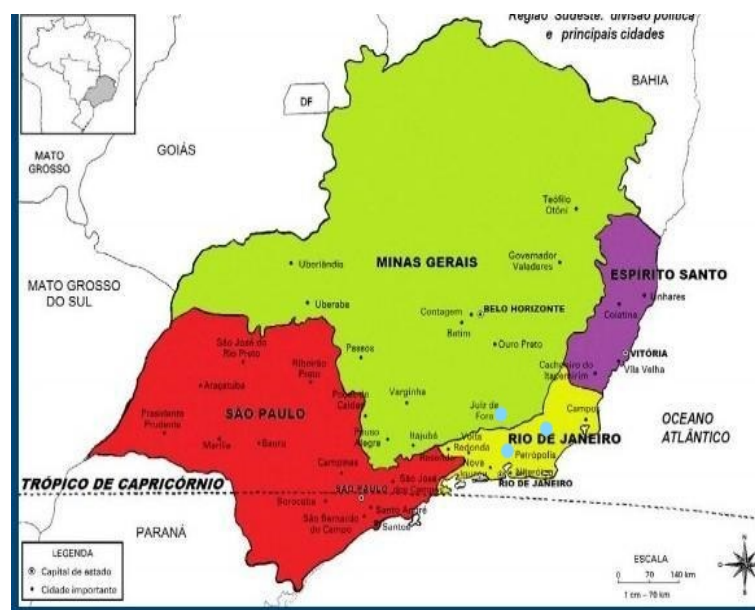 Região Sudeste: divisão política
e principais cidades
BAHIA
DF
GOIÁS
MATO
GROSSO
Teófilo
Otôni
MINAS GERAIS
Governador
Valadares
ESPÍRITO SANTO
Uberlândia
MATO GROSSO
DO SUL
Uberaba
Contagem
BELO HORIZONTE
Betim
Linhares
Colatina
Ouro Preto
São José do
Rio Preto
Passos
VITÓRIA
Vila Velha
Cachoeiro do
Itapemirim
Ribeirão
Preto
Araçatuba
Poços de
Caldas
Varginha
Juiz de
Fora
Campos
OCEANO
ATLÂNTICO
SÃO PAULO
Presidente
Prudente
Marília
Bauru
Pouso
Alegre
Itajubá
Volta
Redonda
RIO DE JANEIRO
Resende
Petrópolis
Nova
Iguaçu
Niterói
RIO DE JANEIRO
Campinas
São José
dos Campos
TRÓPICO DE CAPRICÓRNIO
SÃO PAULO
Sorocaba
Santo André
São Bernardo
do Campo
Santos
PARANÁ
LEGENDA
Capital de estado
Cidade importante
ESCALA
0 70 140 km
1 cm – 70 km
N